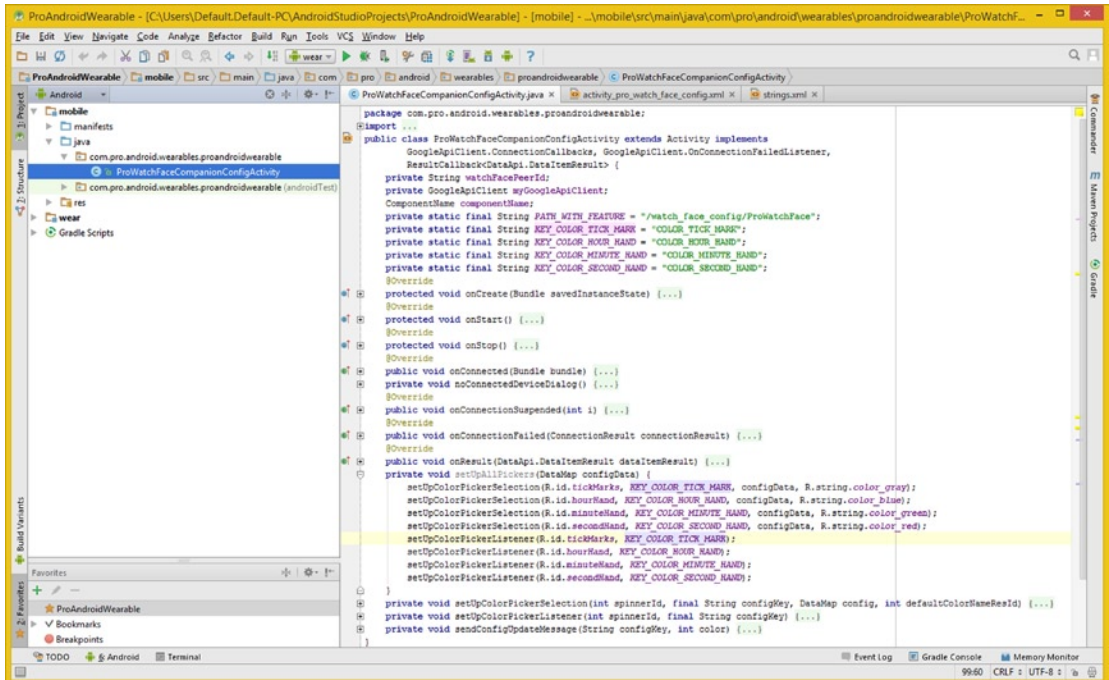 ProAndroidWearable - [C:\Users\Default.Default-PC\AndroidStudioProjects\ProAndroidWearable] - [mobile] - ...\mobile\src\main\java\com\pro\android\wearables\proandroidwearable\ProWatchF...
File Edit View Navigate Code Analyze Refactor Build Run Tools VCS Window Help
wear
ProAndroidWearable mobile src main java com pro android wearables proandroidwearable ProWatchFaceCompanionConfigActivity
Android
ProWatchFaceCompanionConfigActivity.java × activity_pro_watch_face_config.xml × strings.xml ×
1: Project
Structure
Build Variants
2: Favorites
mobile
manifests
java
com.pro.android.wearables.proandroidwearable
ProWatchFaceCompanionConfigActivity
com.pro.android.wearables.proandroidwearable (androidTest)
res
wear
Gradle Scripts
Favorites
ProAndroidWearable
Bookmarks
Breakpoints
package com.pro.android.wearables.proandroidwearable;
import ...
public class ProWatchFaceCompanionConfigActivity extends Activity implements
GoogleApiClient.ConnectionCallbacks, GoogleApiClient.OnConnectionFailedListener,
ResultCallback<DataApi.DataItemResult> {
private String watchFacePeerId;
private GoogleApiClient myGoogleApiClient;
ComponentName componentName;
private static final String PATH_WITH_FEATURE = "/watch_face_config/ProWatchFace";
private static final String KEY_COLOR_TICK_MARK = "COLOR_TICK_MARK";
private static final String KEY_COLOR_HOUR_HAND = "COLOR_HOUR_HAND";
private static final String KEY_COLOR_MINUTE_HAND = "COLOR_MINUTE_HAND";
private static final String KEY_COLOR_SECOND_HAND = "COLOR_SECOND_HAND";
@Override
protected void onCreate(Bundle savedInstanceState) {...}
@Override
protected void onStart() {...}
@Override
protected void onStop() {...}
@Override
public void onConnected(Bundle bundle) {...}
private void noConnectedDeviceDialog() {...}
@Override
public void onConnectionSuspended(int i) {...}
@Override
public void onConnectionFailed(ConnectionResult connectionResult) {...}
@Override
public void onResult(DataApi.DataItemResult dataItemResult) {...}
private void setUpAllPickers(DataMap configData) {
setUpColorPickerSelection(R.id.tickMarks, KEY_COLOR_TICK_MARK, configData, R.string.color_gray);
setUpColorPickerSelection(R.id.hourHand, KEY_COLOR_HOUR_HAND, configData, R.string.color_blue);
setUpColorPickerSelection(R.id.minuteHand, KEY_COLOR_MINUTE_HAND, configData, R.string.color_green);
setUpColorPickerSelection(R.id.secondHand, KEY_COLOR_SECOND_HAND, configData, R.string.color_red);
setUpColorPickerListener(R.id.tickMarks, KEY_COLOR_TICK_MARK);
setUpColorPickerListener(R.id.hourHand, KEY_COLOR_HOUR_HAND);
setUpColorPickerListener(R.id.minuteHand, KEY_COLOR_MINUTE_HAND);
setUpColorPickerListener(R.id.secondHand, KEY_COLOR_SECOND_HAND);
}
private void setUpColorPickerSelection(int spinnerId, final String configKey, DataMap config, int defaultColorNameResId) {...}
private void setUpColorPickerListener(int spinnerId, final String configKey) {...}
private void sendConfigUpdateMessage(String configKey, int color) {...}
}
Commander
Maven Projects
Gradle
TODO 6: Android Terminal Event Log Gradle Console Memory Monitor
99:60 CRLF UTF-8